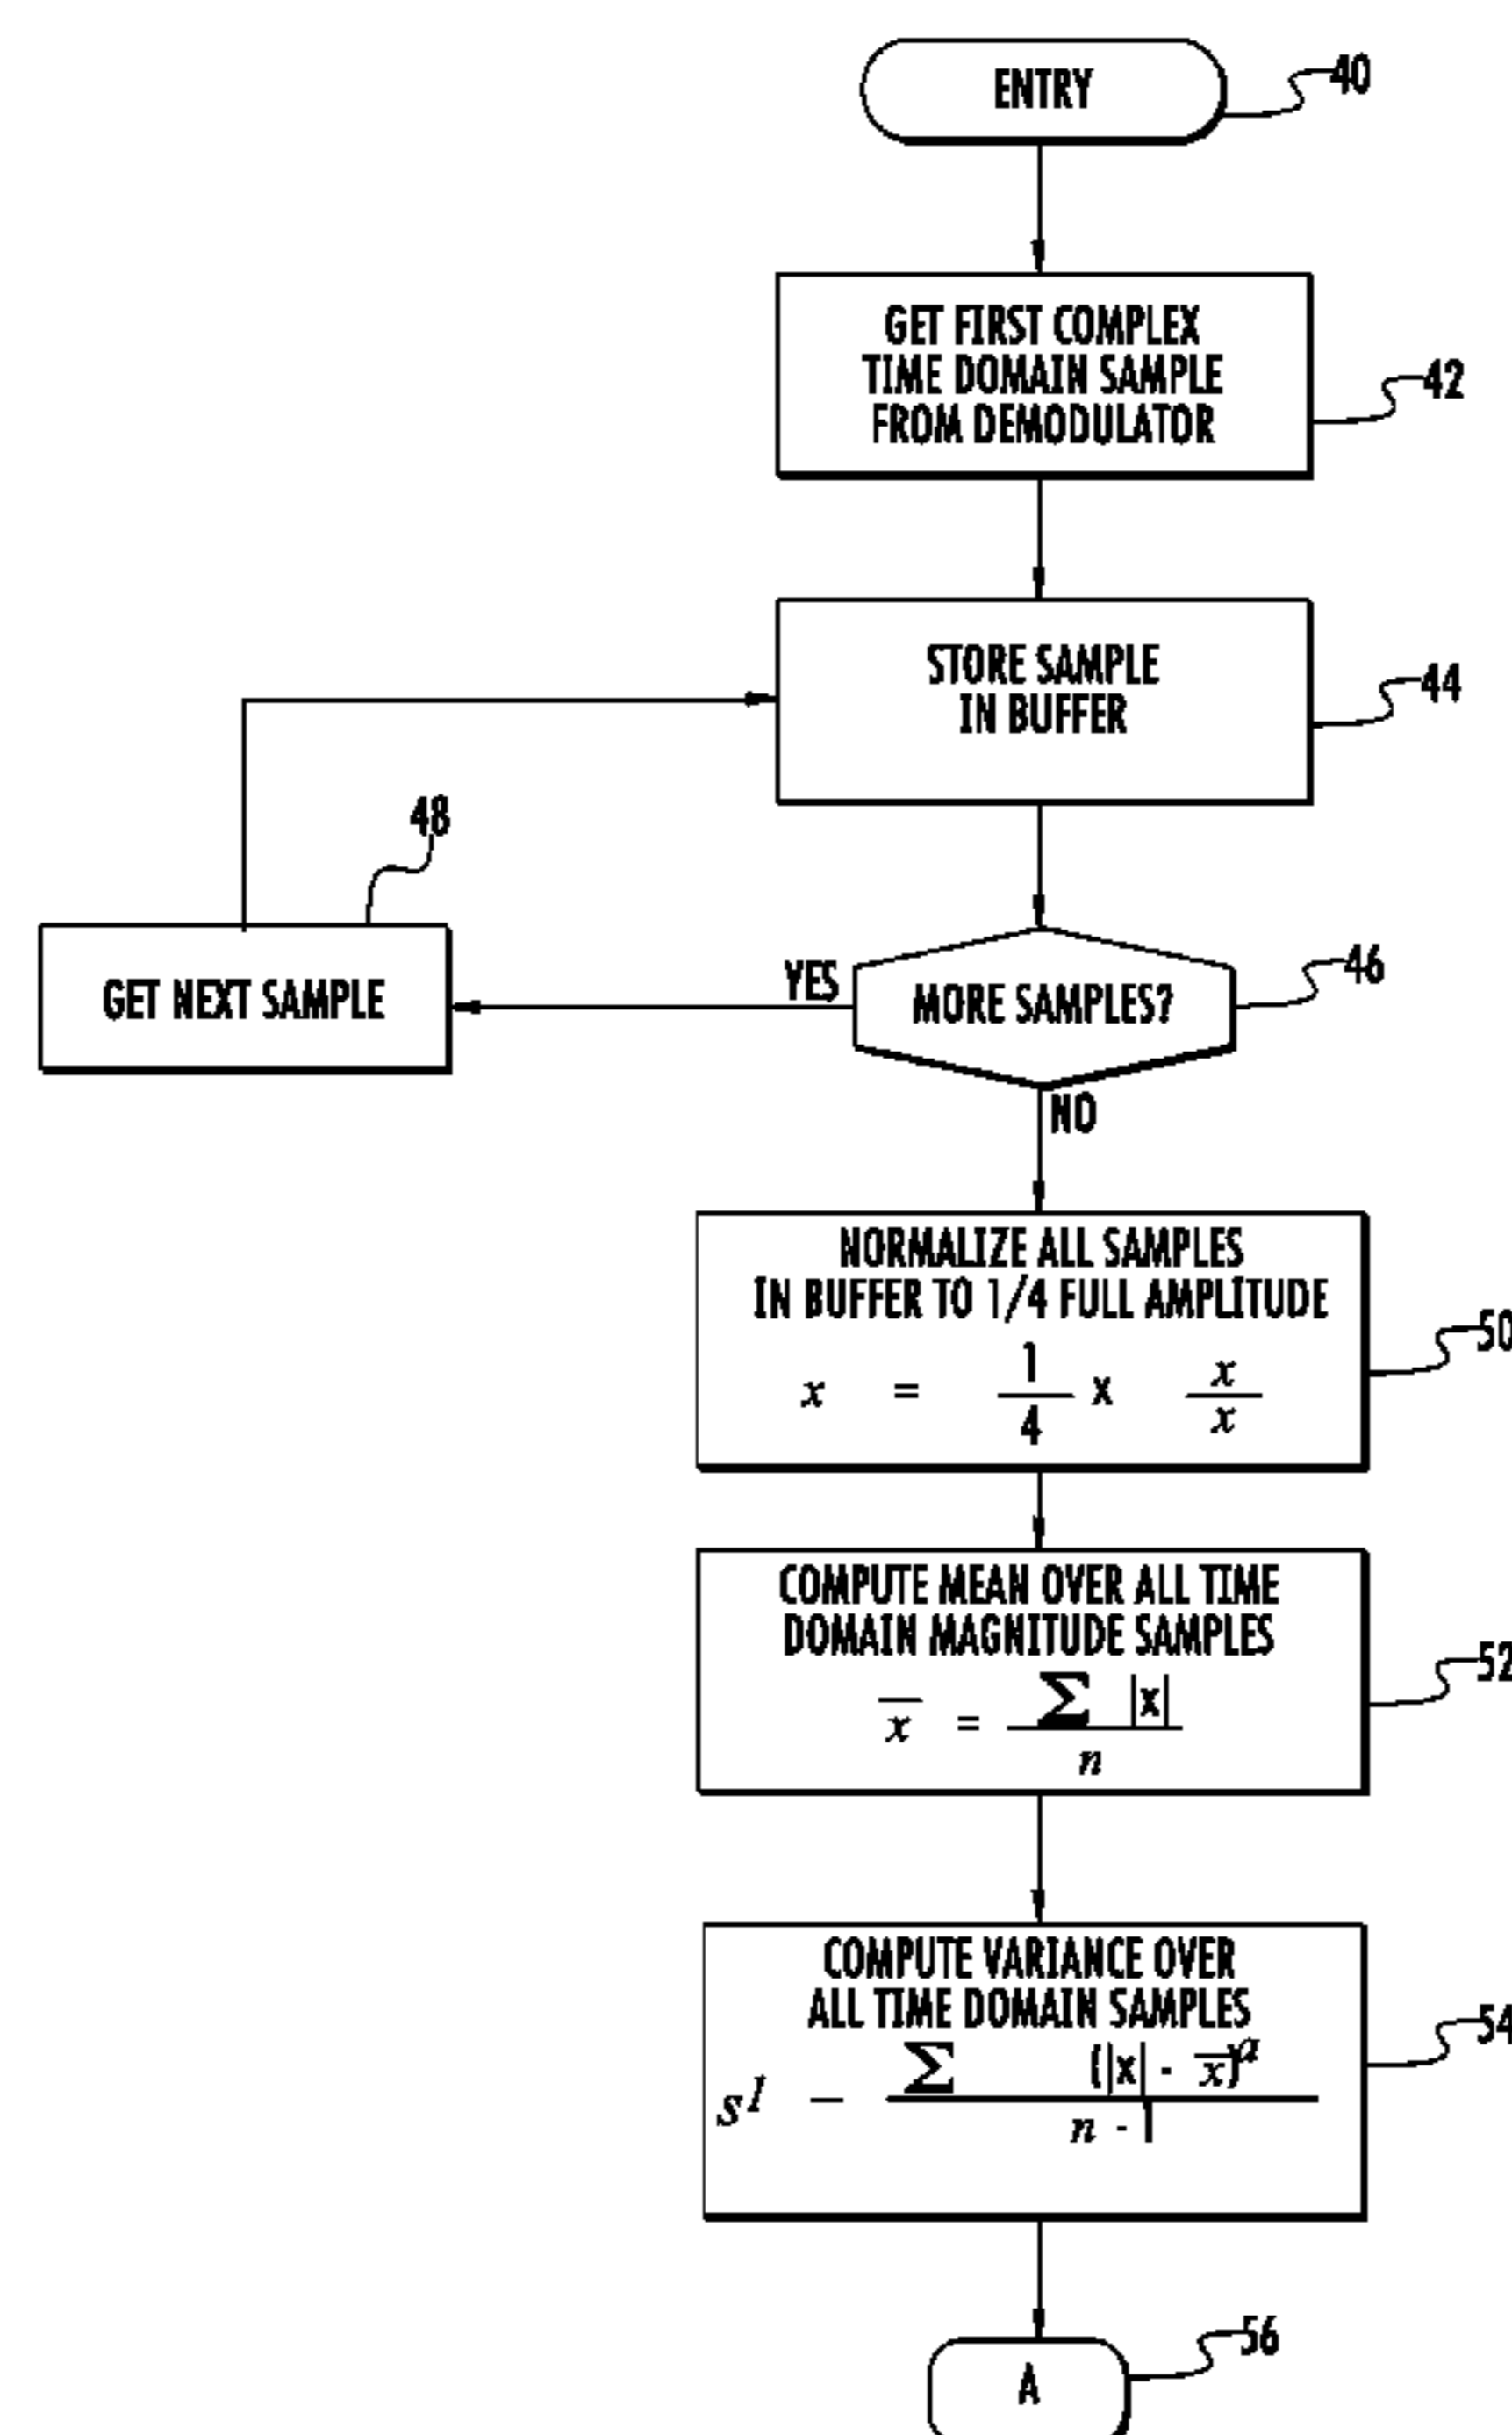 ENTRY
40
GET FIRST COMPLEX
TIME DOMAIN SAMPLE
FROM DEMODULATOR
42
STORE SAMPLE
IN BUFFER
44
48
GET NEXT SAMPLE
YES
MORE SAMPLES?
46
NO
NORMALIZE ALL SAMPLES
IN BUFFER TO 1/4 FULL AMPLITUDE
x = 1/4 x x/x
50
COMPUTE MEAN OVER ALL TIME
DOMAIN MAGNITUDE SAMPLES
x̅ = Σ |x| / n
52
COMPUTE VARIANCE OVER
ALL TIME DOMAIN SAMPLES
s^l – Σ (|x| - x̅)^a / n - 1
54
A
56